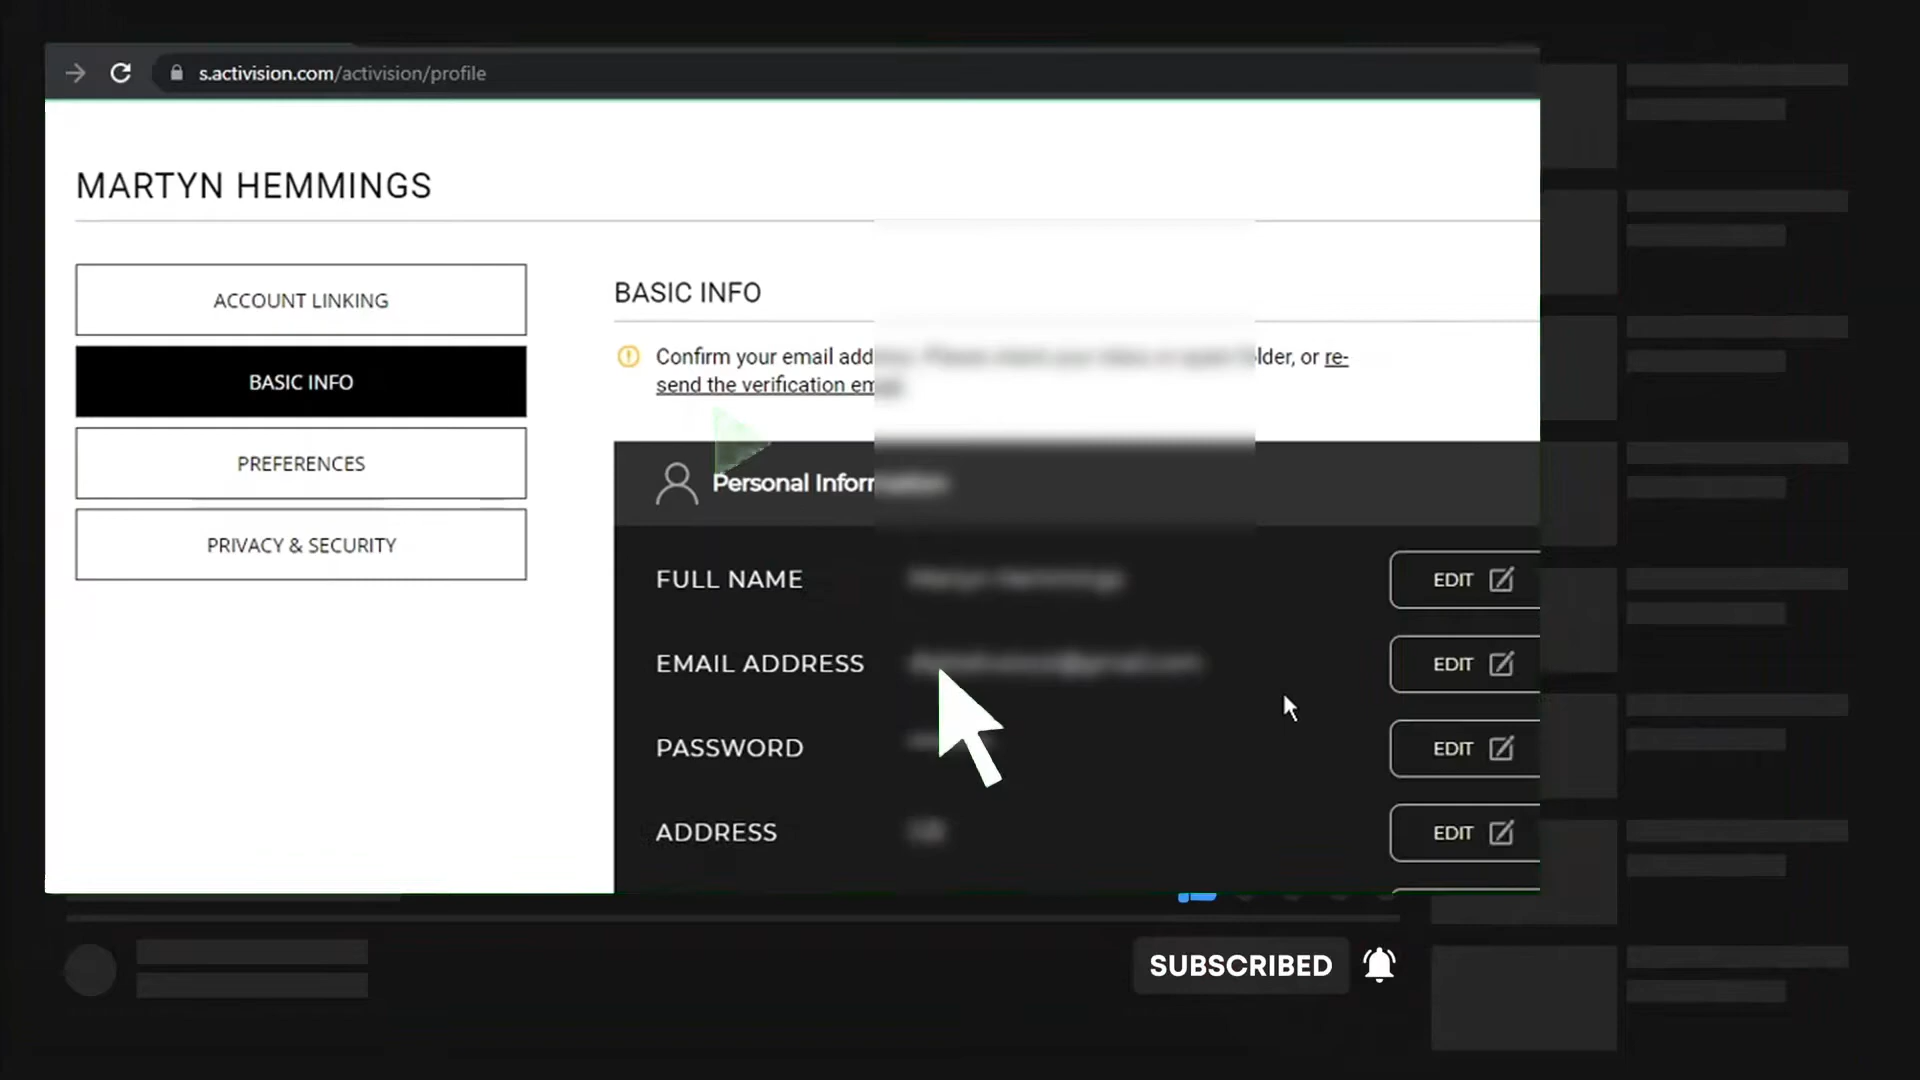 s.activision.com/activision/profile
MARTYN HEMMINGS
ACCOUNT LINKING
BASIC INFO
PREFERENCES
PRIVACY & SECURITY
BASIC INFO
Confirm your email add lder, or re-
send the verification em
Personal Inform
FULL NAME EDIT
EMAIL ADDRESS EDIT
PASSWORD EDIT
ADDRESS EDIT
SUBSCRIBED